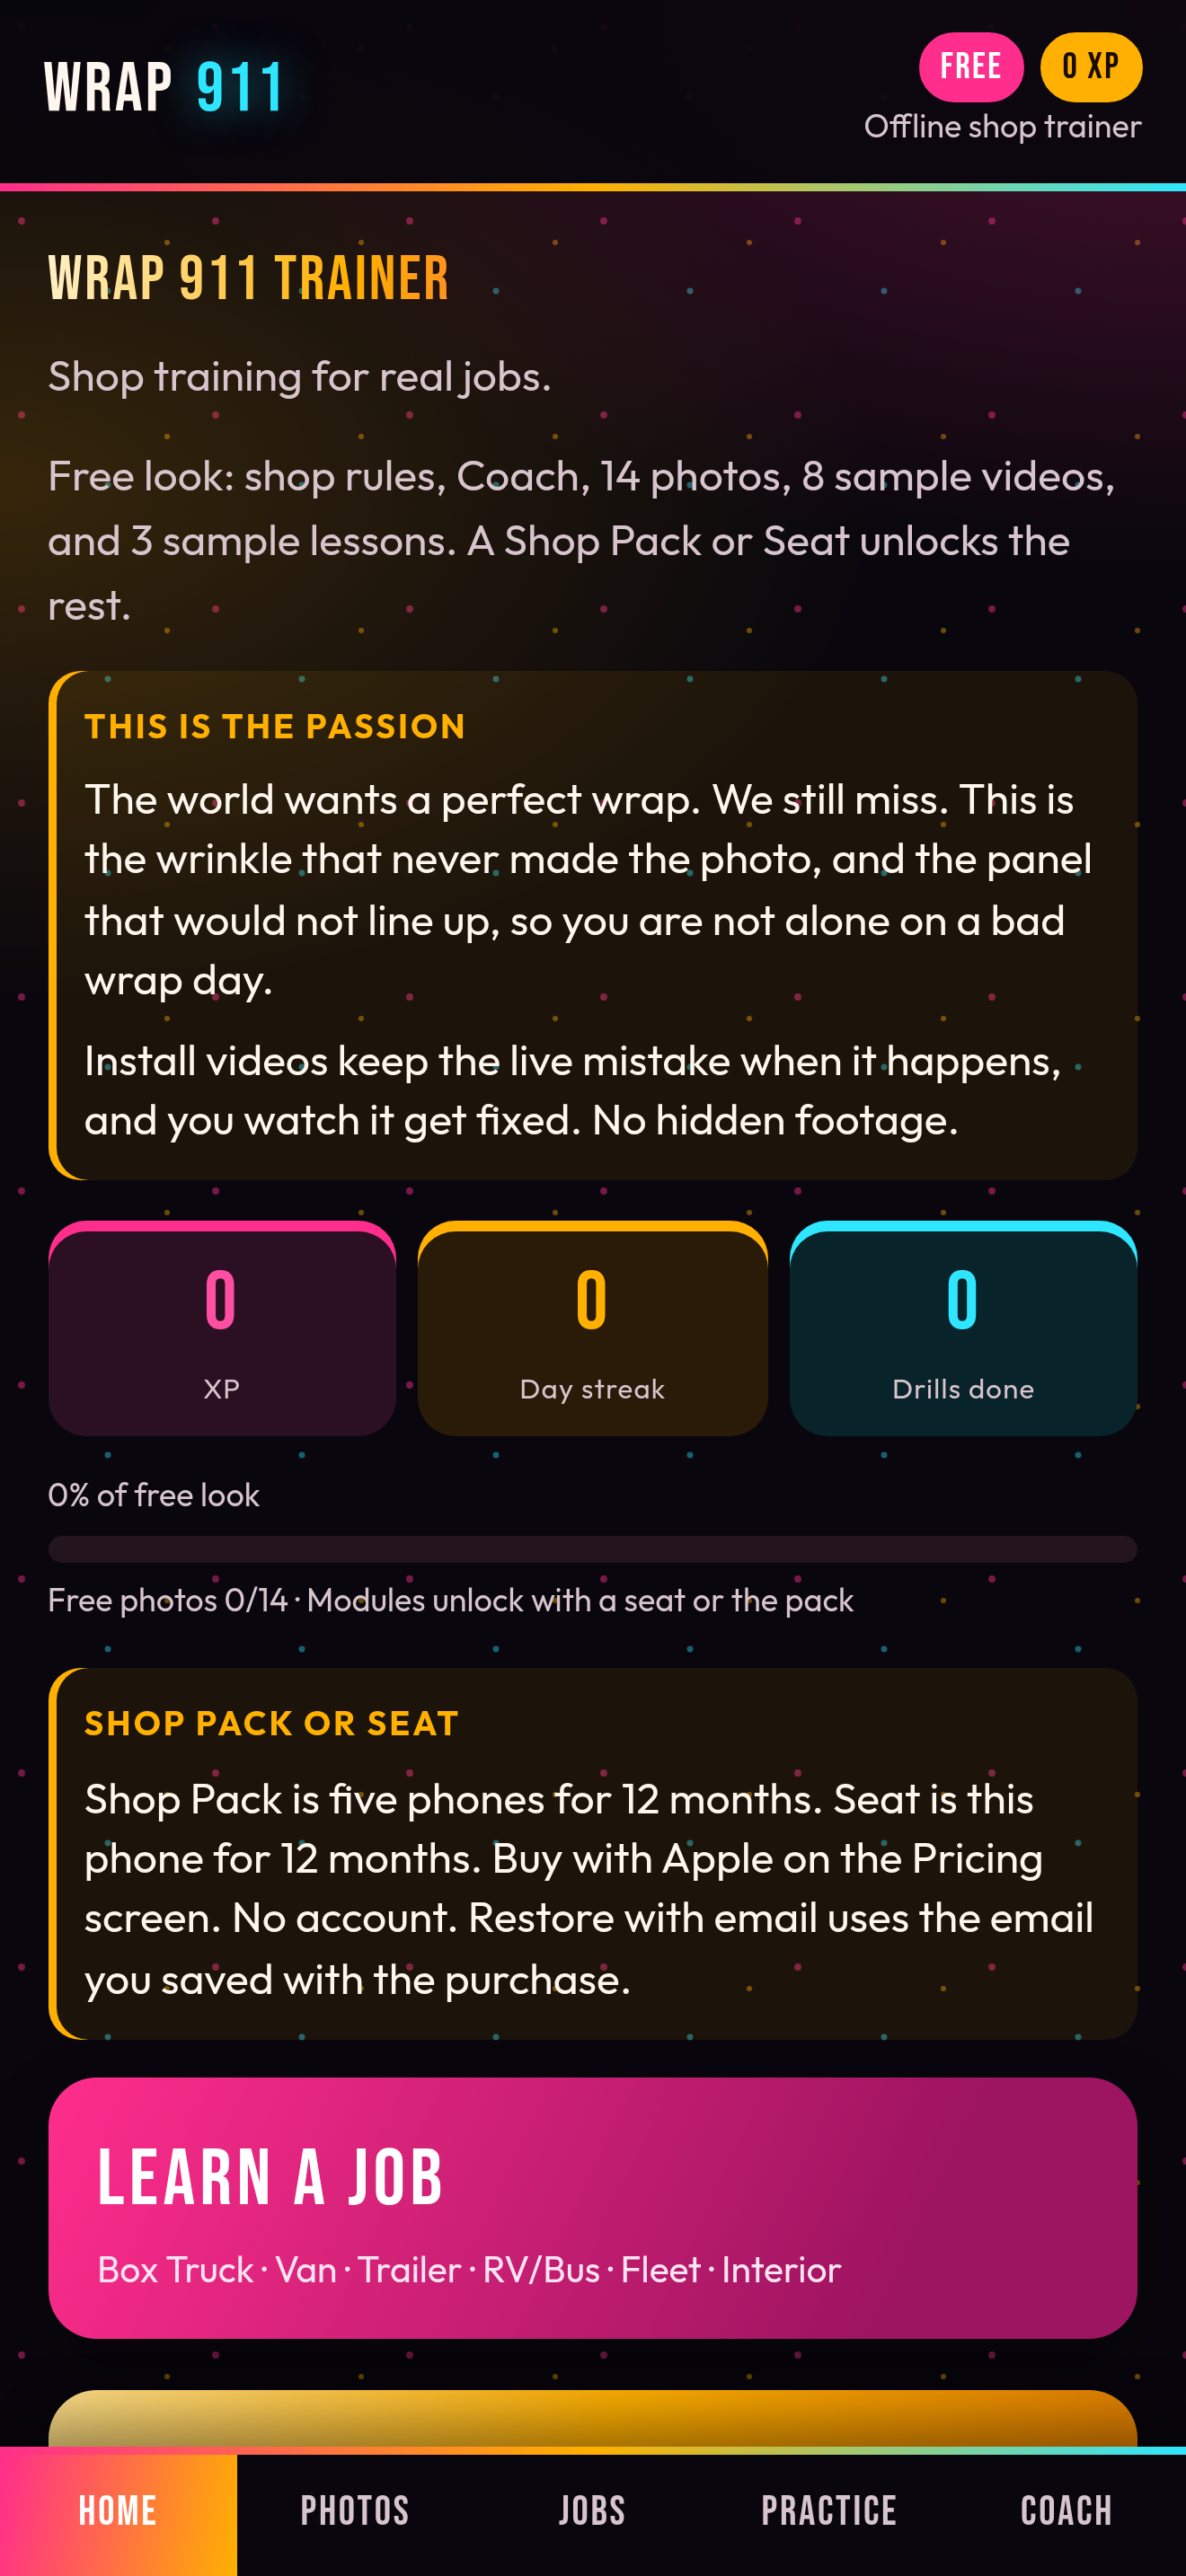 WRAP 911
FREE
0 XP
Offline shop trainer
WRAP 911 TRAINER
Shop training for real jobs.
Free look: shop rules, Coach, 14 photos, 8 sample videos,
and 3 sample lessons. A Shop Pack or Seat unlocks the
rest.
THIS IS THE PASSION
The world wants a perfect wrap. We still miss. This is
the wrinkle that never made the photo, and the panel
that would not line up, so you are not alone on a bad
wrap day.
Install videos keep the live mistake when it happens,
and you watch it get fixed. No hidden footage.
0
XP
0
Day streak
0
Drills done
0% of free look
Free photos 0/14 · Modules unlock with a seat or the pack
SHOP PACK OR SEAT
Shop Pack is five phones for 12 months. Seat is this
phone for 12 months. Buy with Apple on the Pricing
screen. No account. Restore with email uses the email
you saved with the purchase.
LEARN A JOB
Box Truck · Van · Trailer · RV/Bus · Fleet · Interior
HOME
PHOTOS
JOBS
PRACTICE
COACH